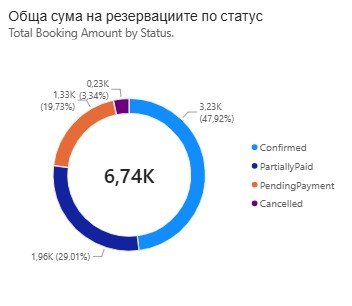 Обща сума на резервациите по статус
Total Booking Amount by Status.
0,23K
(3,34%)
1,33K
(19,73%)
3,23K
(47,92%)
6,74K
1,96K (29,01%)
Confirmed
PartiallyPaid
PendingPayment
Cancelled